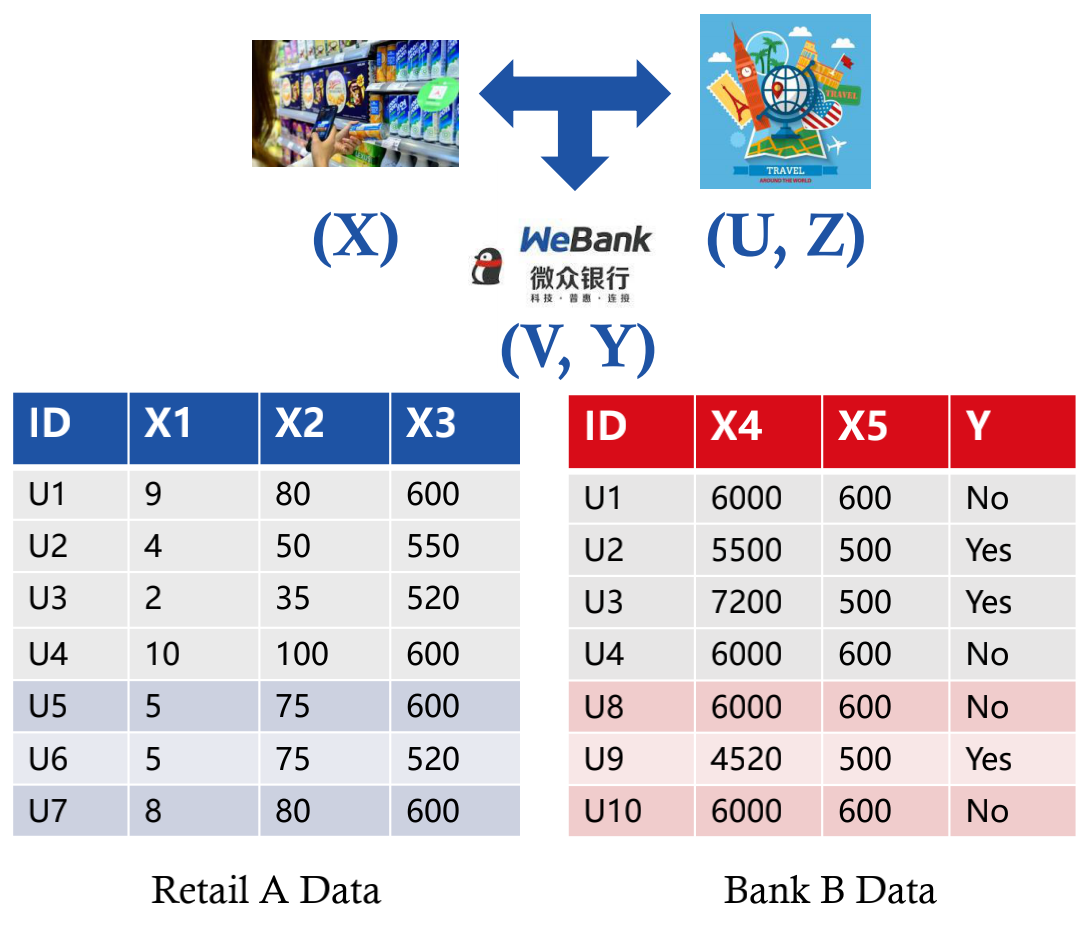 TRAVEL
TRAVEL
AROUND THE WORLD
(X)
(U, Z)
WeBank
微众银行
科技·普惠·连接
(V, Y)
ID X1 X2 X3
U1 9 80 600
U2 4 50 550
U3 2 35 520
U4 10 100 600
U5 5 75 600
U6 5 75 520
U7 8 80 600
Retail A Data
ID X4 X5 Y
U1 6000 600 No
U2 5500 500 Yes
U3 7200 500 Yes
U4 6000 600 No
U8 6000 600 No
U9 4520 500 Yes
U10 6000 600 No
Bank B Data